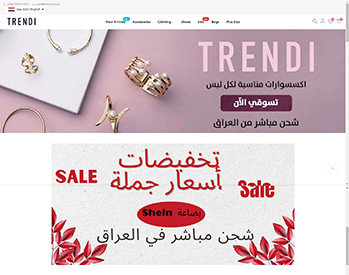 TRENDI
New Arrivals
Accessories
Clothing
Shoes
Sale
Bags
Plus Size
TRENDI
اكسسوارات مناسبة لكل لبس
تسوقي الآن
شحن مباشر من العراق
تخفيضات
SALE
أسعار جملة
Sale
بضاعة Shein
شحن مباشر في العراق